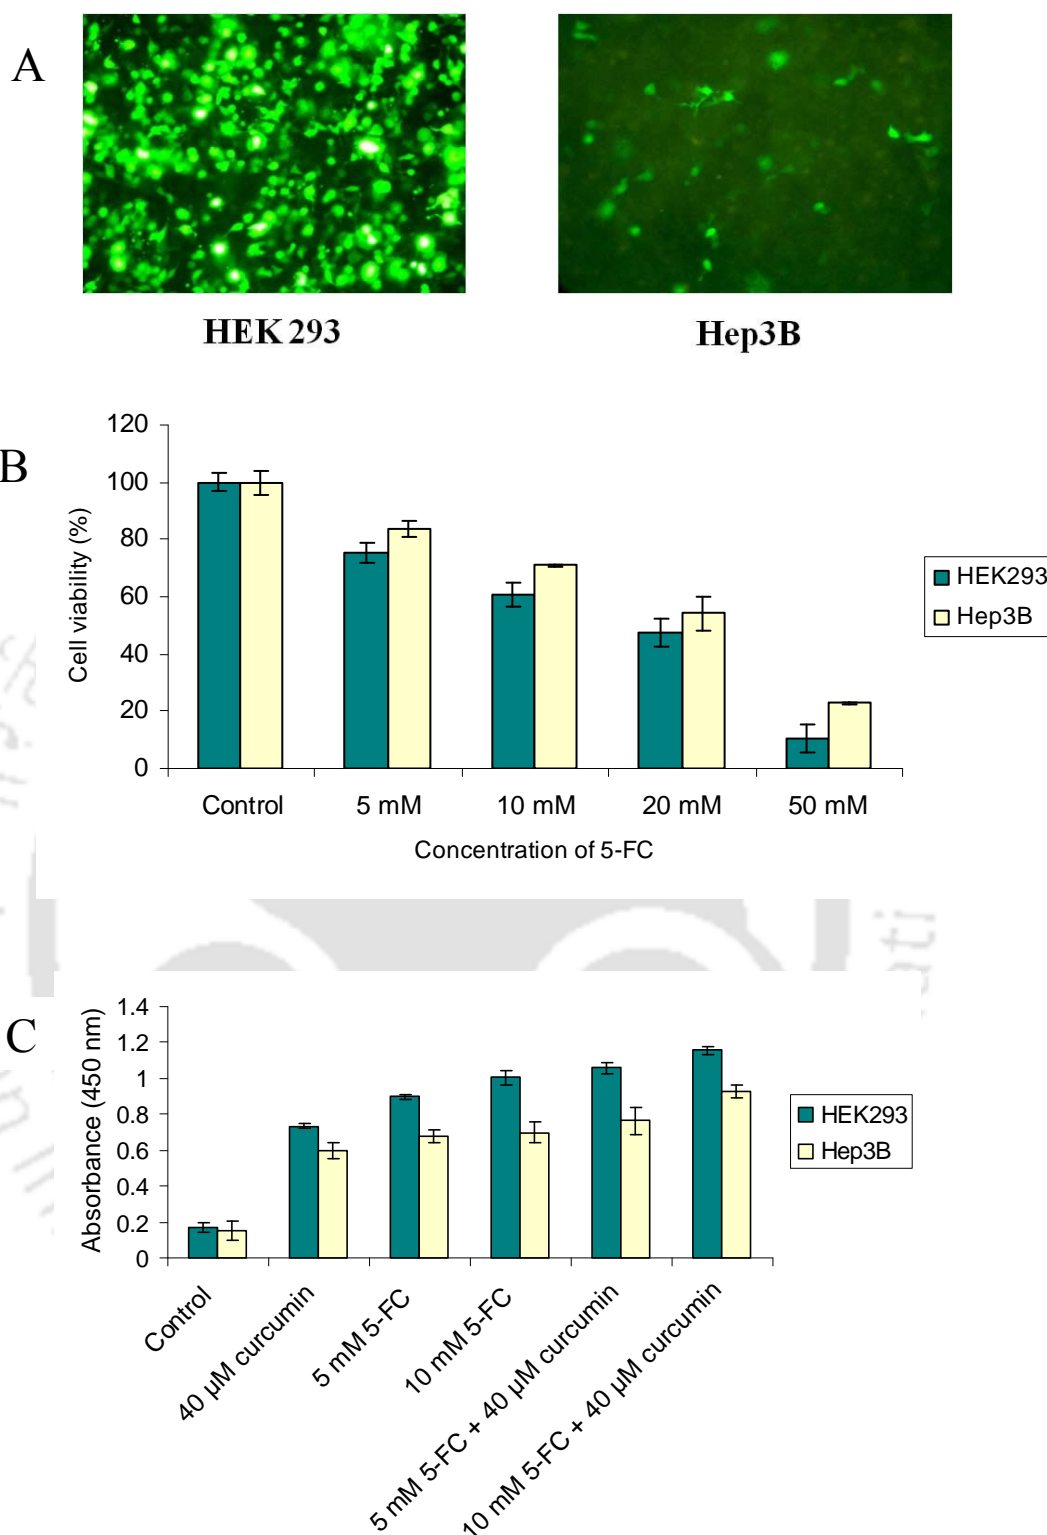 A
HEK 293
Hep3B
B
120
100
80
60
40
20
0
Cell viability (%)
Control
5 mM
10 mM
20 mM
50 mM
Concentration of 5-FC
HEK293
Hep3B
ati
C
1.4
1.2
1
0.8
0.6
0.4
0.2
0
Absorbance (450 nm)
Control
40 µM curcumin
5 mM 5-FC
10 mM 5-FC
5 mM 5-FC + 40 µM curcumin
10 mM 5-FC + 40 µM curcumin
HEK293
Hep3B